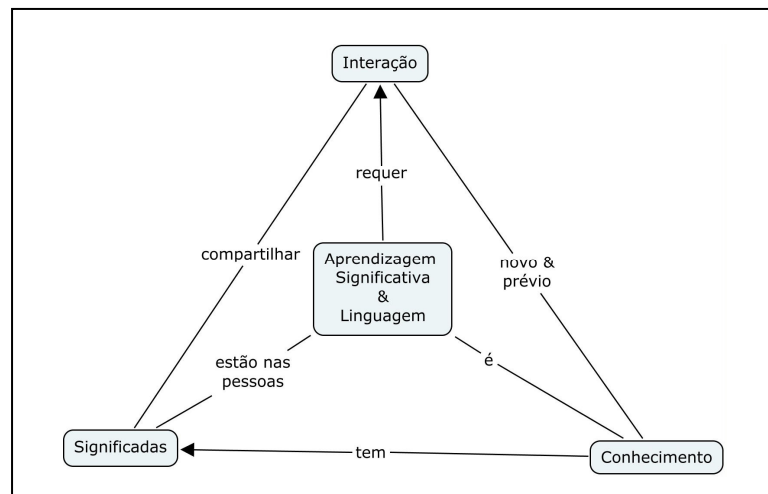 Interação
requer
compartilhar
novo &
prévio
Aprendizagem
Significativa
&
Linguagem
estão nas
pessoas
é
Significadas
tem
Conhecimento